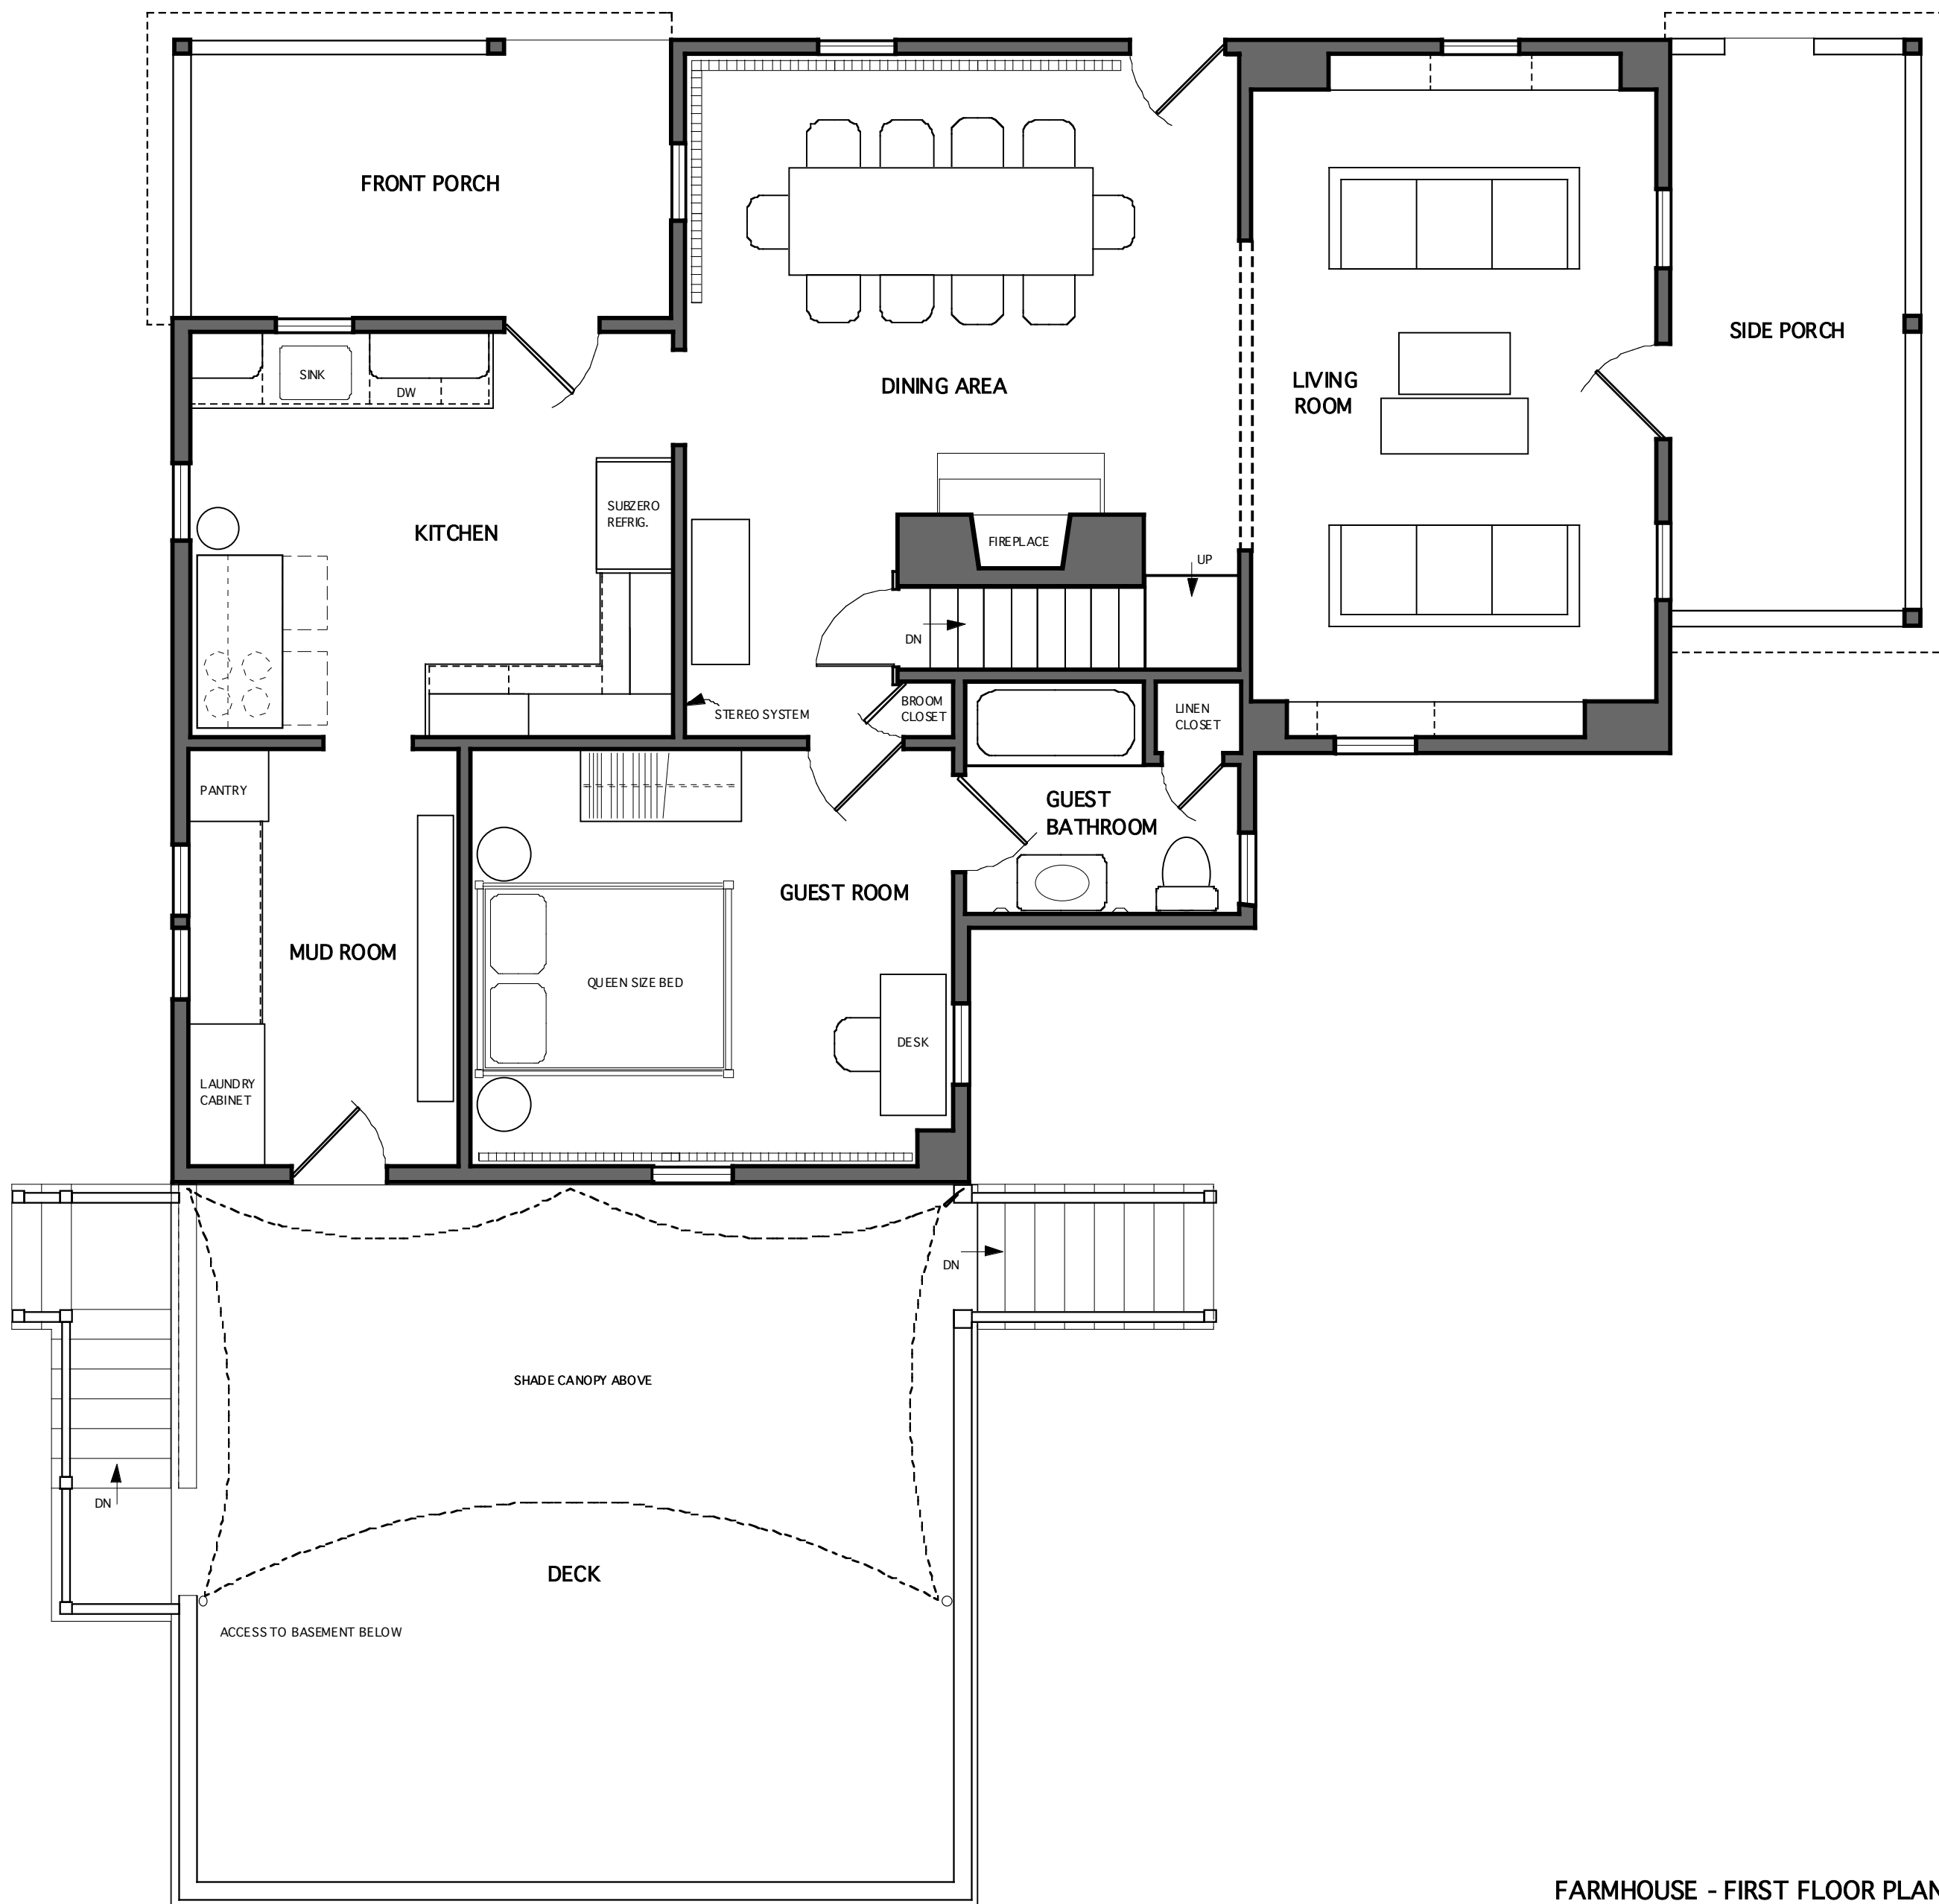 FRONT PORCH
SIDE PORCH
SINK
DW
DINING AREA
LIVING
ROOM
SUBZERO
REFRIG.
KITCHEN
FIREPLACE
UP
DN
STEREO SYSTEM
BROOM
CLOSET
LINEN
CLOSET
PANTRY
GUEST
BATHROOM
GUEST ROOM
MUD ROOM
QUEEN SIZE BED
DESK
LAUNDRY
CABINET
DN
SHADE CANOPY ABOVE
DN
DECK
ACCESS TO BASEMENT BELOW
FARMHOUSE - FIRST FLOOR PLAN